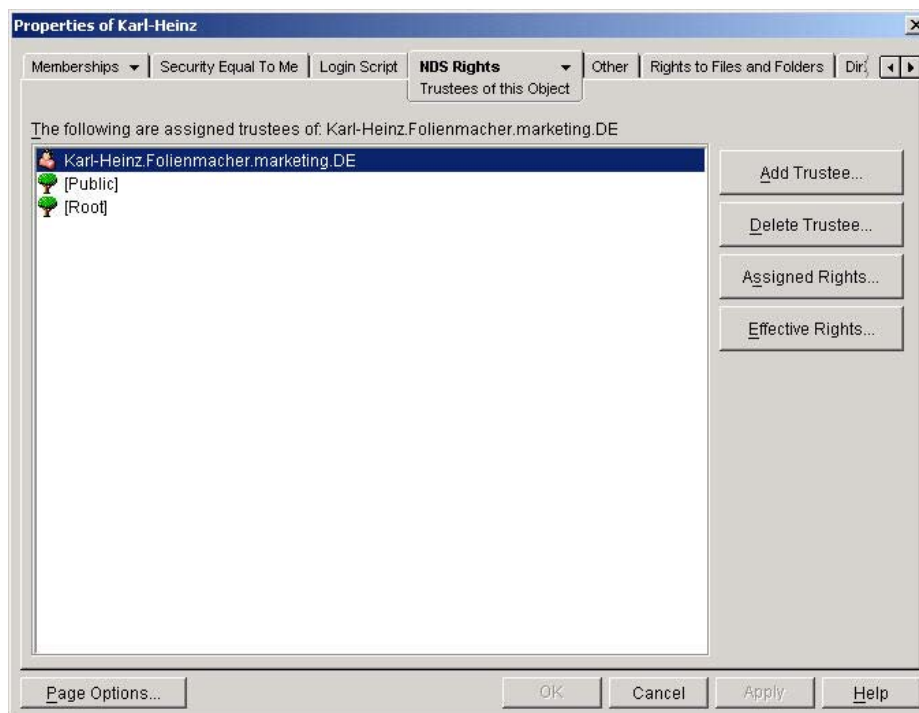 Properties of Karl-Heinz
Memberships Security Equal To Me Login Script NDS Rights Other Rights to Files and Folders
Trustees of this Object
The following are assigned trustees of: Karl-Heinz.Folienmacher.marketing.DE
Karl-Heinz.Folienmacher.marketing.DE
[Public]
[Root]
Add Trustee...
Delete Trustee...
Assigned Rights...
Effective Rights...
Page Options... OK Cancel Apply Help